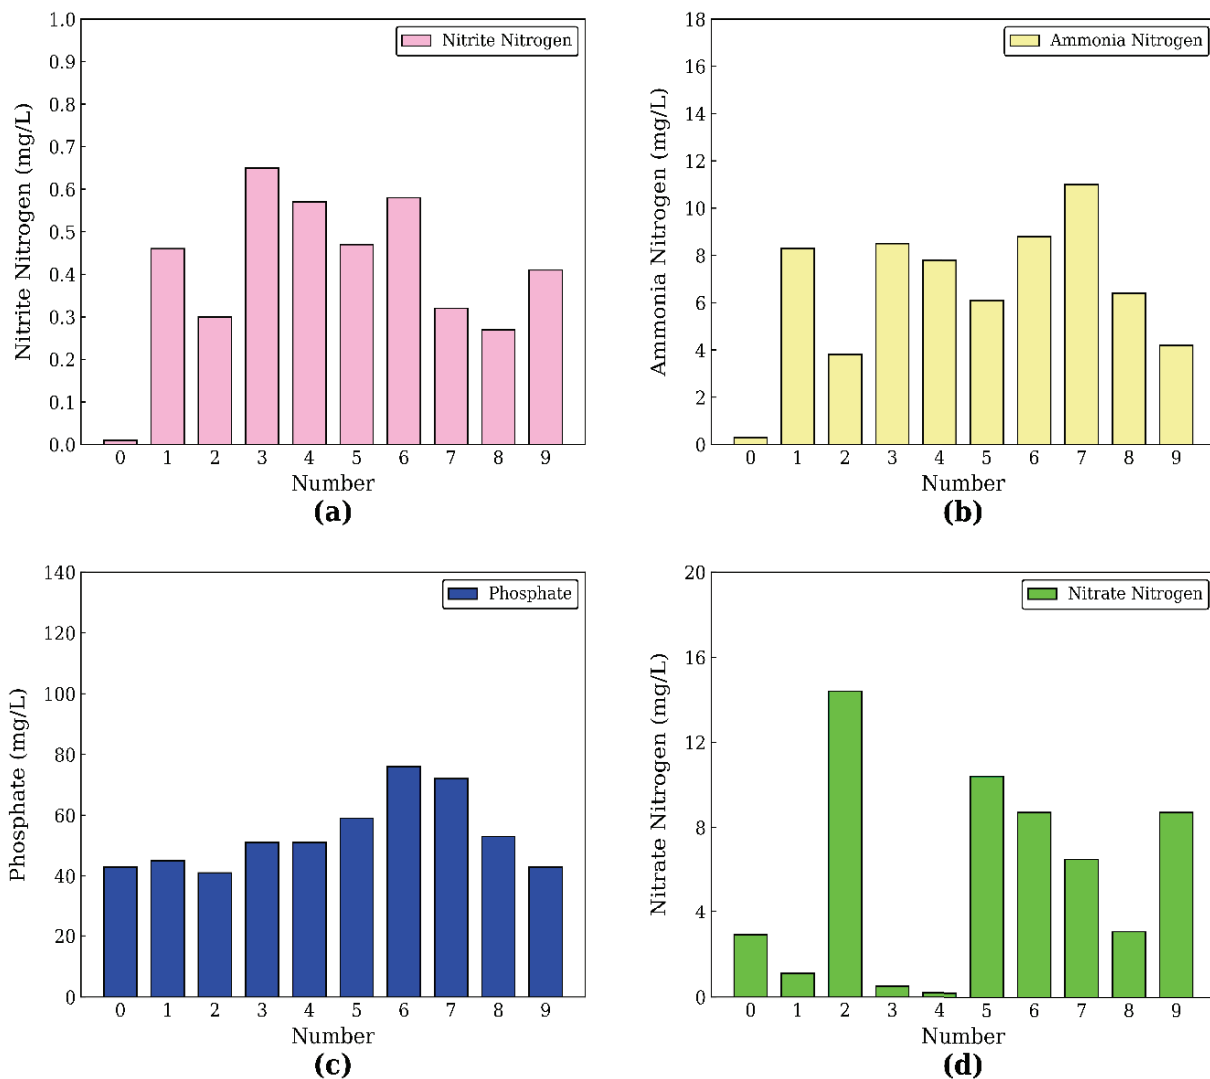 1.0
0.9
0.8
0.7
0.6
0.5
0.4
0.3
0.2
0.1
0.0
Nitrite Nitrogen (mg/L)
Nitrite Nitrogen
0 1 2 3 4 5 6 7 8 9
Number
(a)
18
16
14
12
10
8
6
4
2
0
Ammonia Nitrogen (mg/L)
Ammonia Nitrogen
0 1 2 3 4 5 6 7 8 9
Number
(b)
140
120
100
80
60
40
20
0
Phosphate (mg/L)
Phosphate
0 1 2 3 4 5 6 7 8 9
Number
(c)
20
16
12
8
4
0
Nitrate Nitrogen (mg/L)
Nitrate Nitrogen
0 1 2 3 4 5 6 7 8 9
Number
(d)